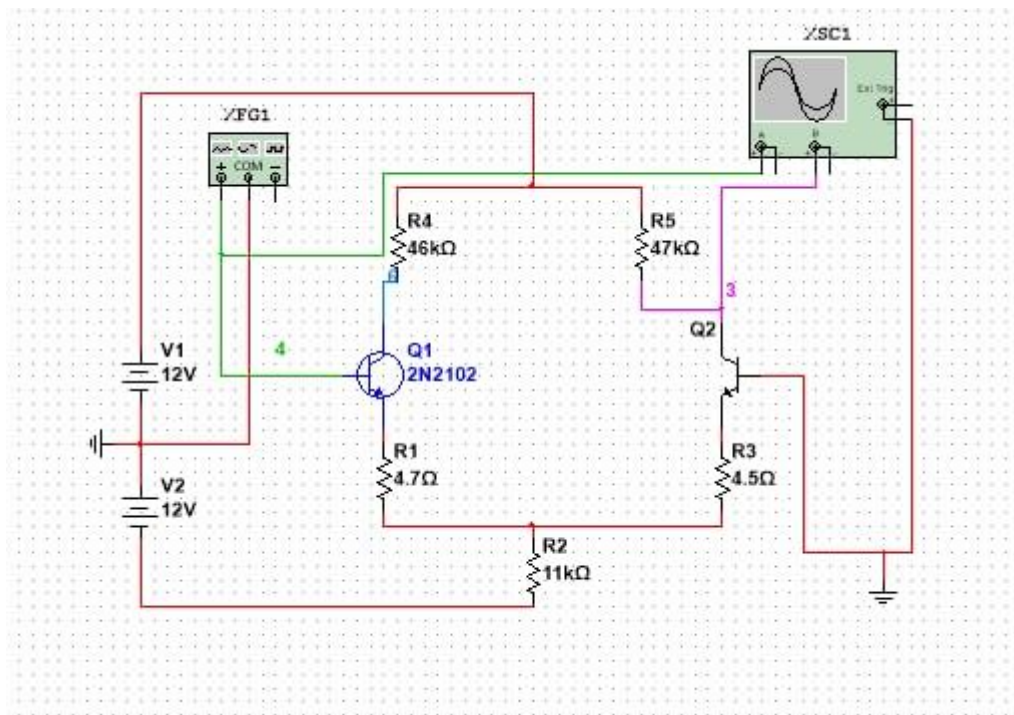 XSC1
Ext Trig
A
B
XFG1
COM
R4
46kΩ
R5
47kΩ
6
3
Q2
4
Q1
2N2102
V1
12V
R1
4.7Ω
R3
4.5Ω
V2
12V
R2
11kΩ